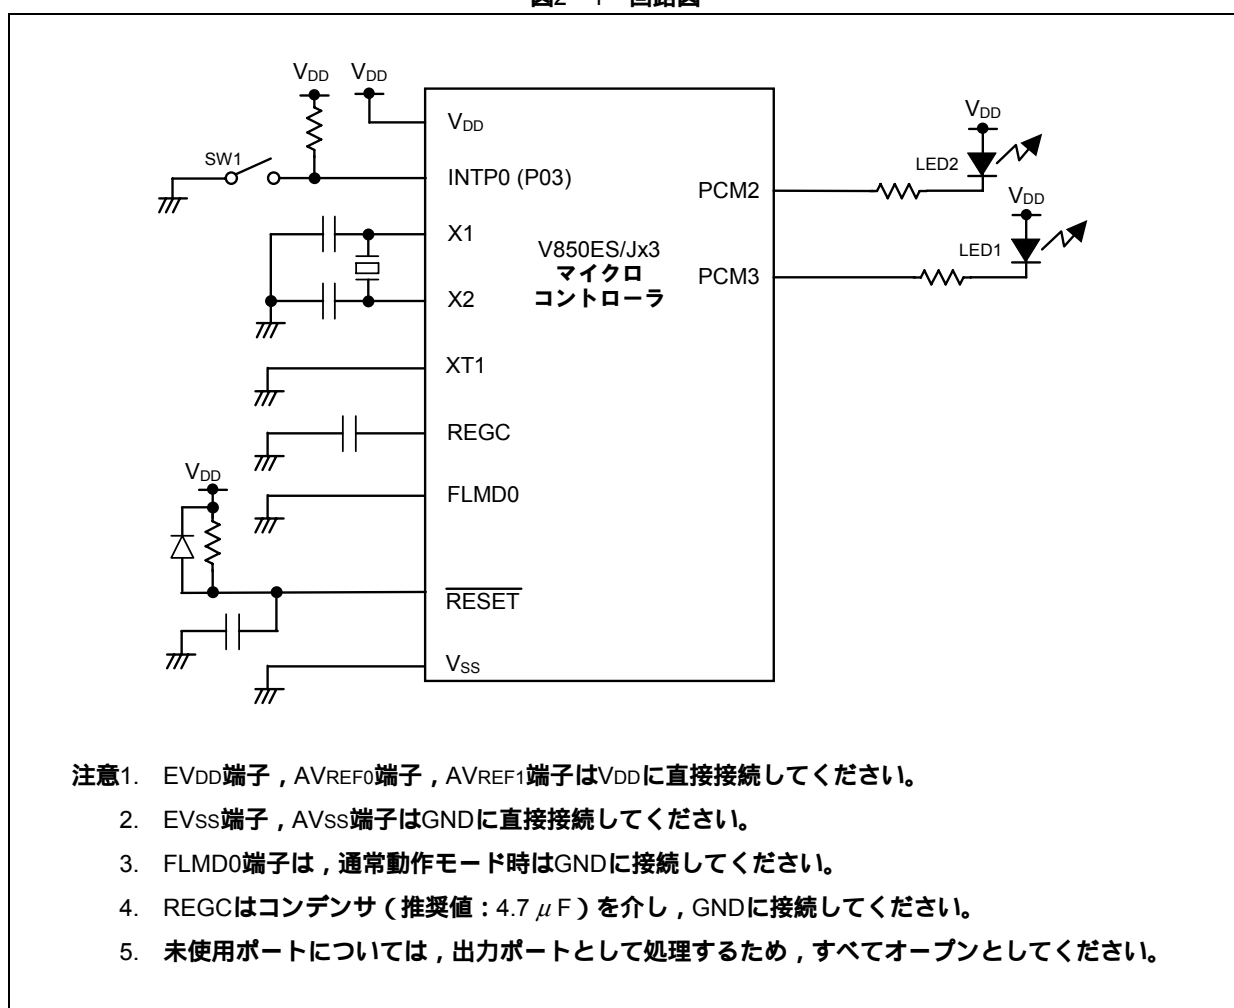 図2-1 回路図
VDD VDD
VDD
SW1
INTP0 (P03)
X1
X2
XT1
REGC
VDD
FLMD0
RESET
VSS
V850ES/Jx3
マイクロ
コントローラ
PCM2
PCM3
VDD
LED2
VDD
LED1
注意1. EVDD端子，AVREF0端子，AVREF1端子はVDDに直接接続してください。
2. EVSS端子，AVSS端子はGNDに直接接続してください。
3. FLMD0端子は，通常動作モード時はGNDに接続してください。
4. REGCはコンデンサ（推奨値：4.7 μF）を介し，GNDに接続してください。
5. 未使用ポートについては，出力ポートとして処理するため，すべてオープンとしてください。